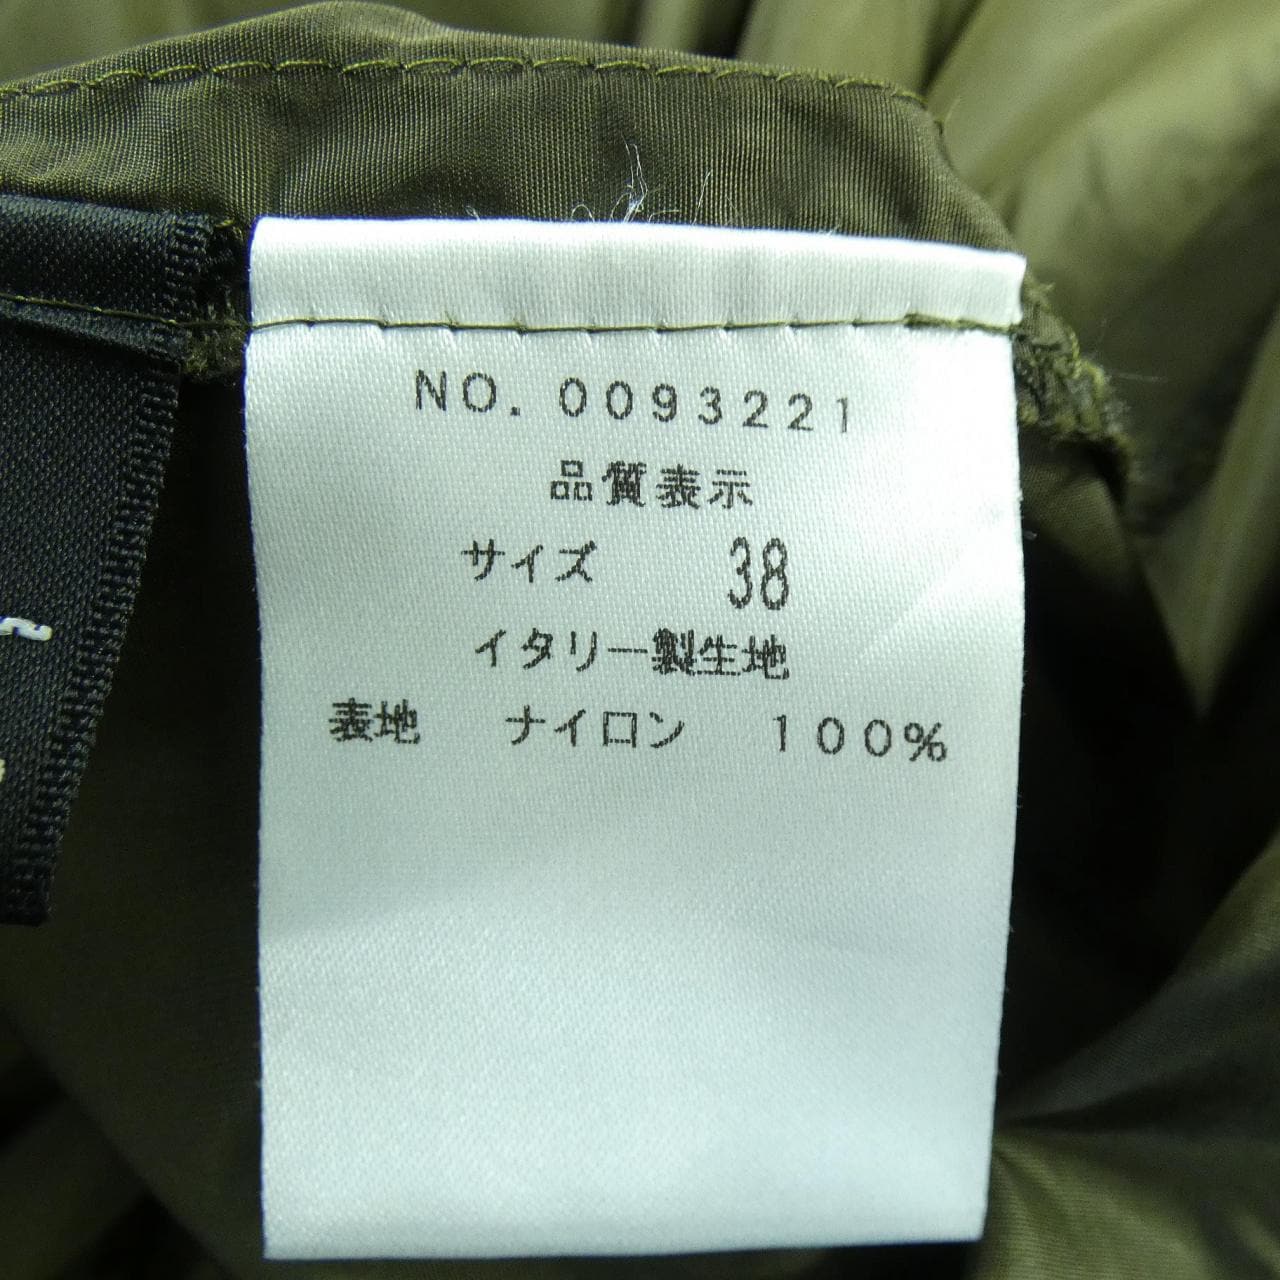 NO. 0093221
品質表示
サイズ 38
イタリー製生地
表地 ナイロン 100%